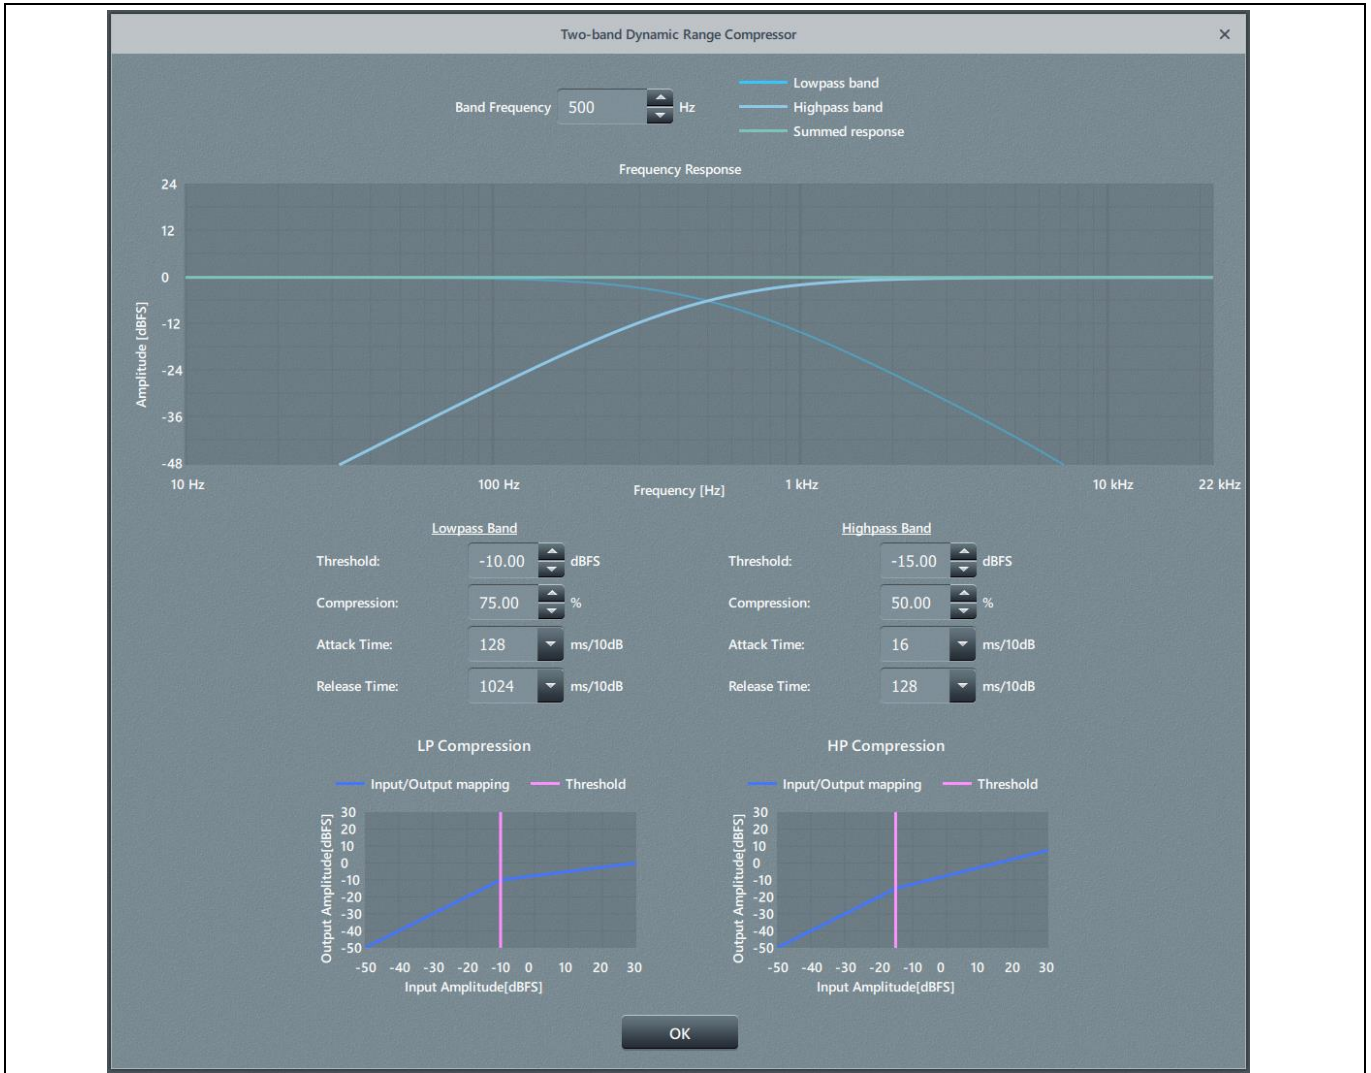 Two-band Dynamic Range Compressor ×
Band Frequency 500 Hz
Lowpass band
Highpass band
Summed response
Frequency Response
24
12
0
-12
-24
-36
-48
Amplitude [dBFS]
10 Hz 100 Hz 1 kHz 10 kHz 22 kHz
Frequency [Hz]
Lowpass Band
Threshold: -10.00 dBFS
Compression: 75.00 %
Attack Time: 128 ms/10dB
Release Time: 1024 ms/10dB
Highpass Band
Threshold: -15.00 dBFS
Compression: 50.00 %
Attack Time: 16 ms/10dB
Release Time: 128 ms/10dB
LP Compression
Input/Output mapping Threshold
30
20
10
0
-10
-20
-30
-40
-50
Output Amplitude[dBFS]
-50 -40 -30 -20 -10 0 10 20 30
Input Amplitude[dBFS]
HP Compression
Input/Output mapping Threshold
30
20
10
0
-10
-20
-30
-40
-50
Output Amplitude[dBFS]
-50 -40 -30 -20 -10 0 10 20 30
Input Amplitude[dBFS]
OK